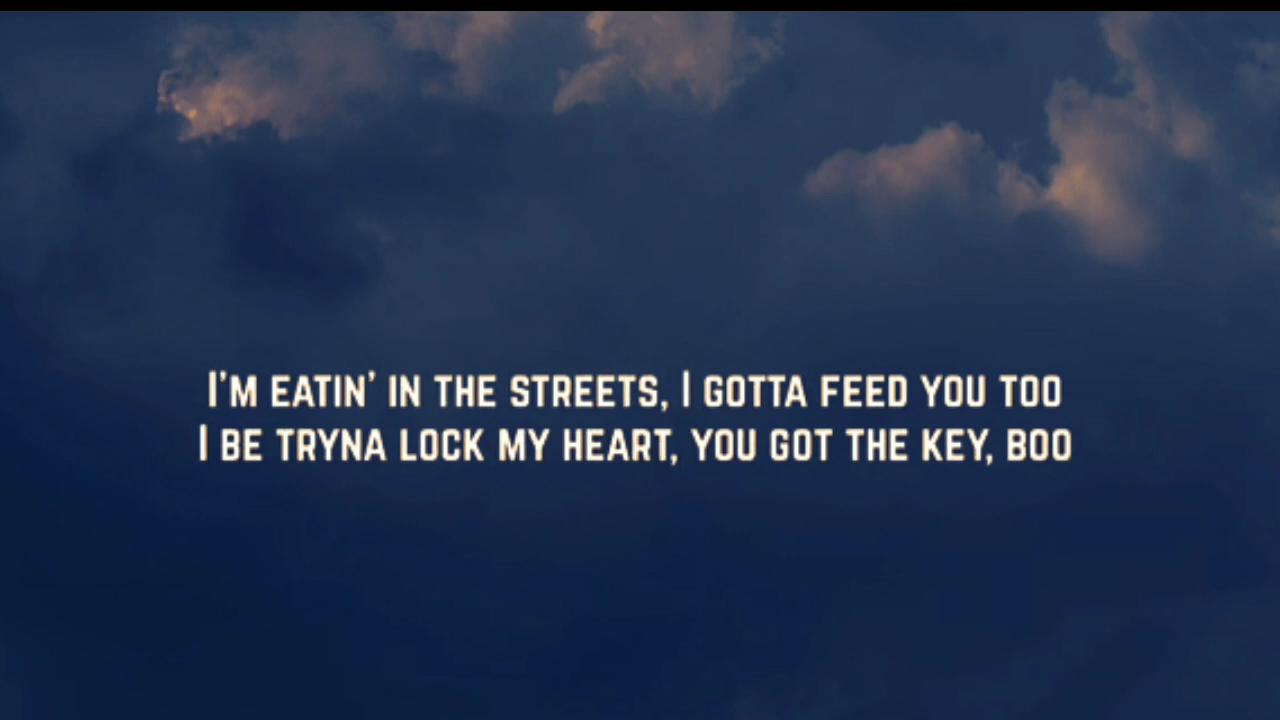 I'M EATIN' IN THE STREETS, I GOTTA FEED YOU TOO
I BE TRYNA LOCK MY HEART, YOU GOT THE KEY, BOO